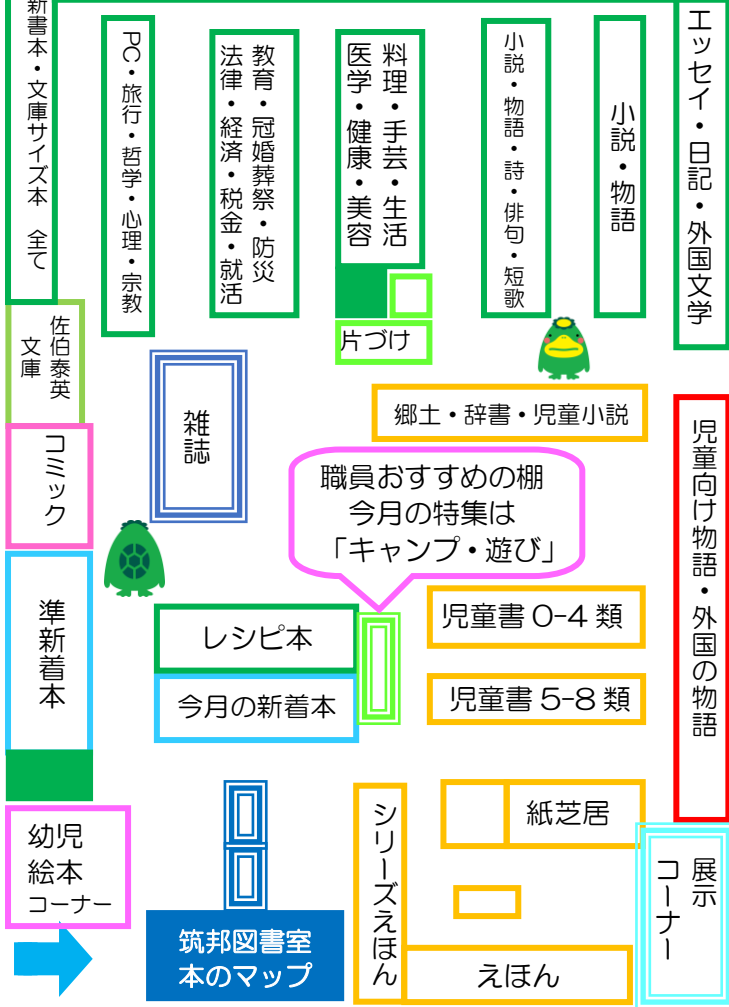 新書本・文庫サイズ本　全て
PC・旅行・哲学・心理・宗教
教育・冠婚葬祭・防災
法律・経済・税金・就活
料理・手芸・生活
医学・健康・美容
小説・物語・詩・俳句・短歌
小説・物語
エッセイ・日記・外国文学
佐伯泰英
文庫
片づけ
雑誌
郷土・辞書・児童小説
コミック
職員おすすめの棚
今月の特集は
「キャンプ・遊び」
児童向け物語・外国の物語
準新着本
レシピ本
今月の新着本
児童書 0-4 類
児童書 5-8 類
幼児
絵本
コーナー
シリーズえほん
紙芝居
展示
コーナー
筑邦図書室
本のマップ
えほん